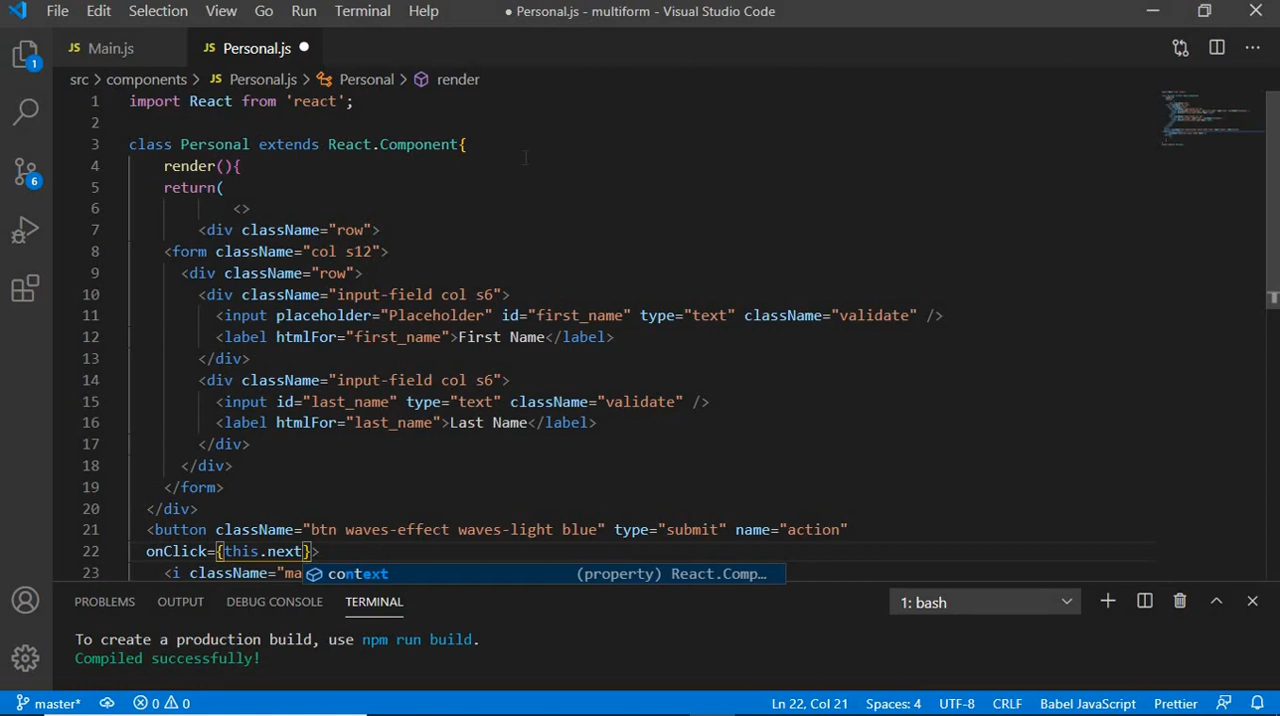 File Edit Selection View Go Run Terminal Help ● Personal.js - multiform - Visual Studio Code
JS Main.js JS Personal.js ●
src > components > JS Personal.js > Personal > render
1 import React from 'react';
2
3 class Personal extends React.Component{
4 render(){
5 return(
6 <>
7 <div className="row">
8 <form className="col s12">
9 <div className="row">
10 <div className="input-field col s6">
11 <input placeholder="Placeholder" id="first_name" type="text" className="validate" />
12 <label htmlFor="first_name">First Name</label>
13 </div>
14 <div className="input-field col s6">
15 <input id="last_name" type="text" className="validate" />
16 <label htmlFor="last_name">Last Name</label>
17 </div>
18 </div>
19 </form>
20 </div>
21 <button className="btn waves-effect waves-light blue" type="submit" name="action"
22 onClick={this.next}>
23 <i className="ma
context (property) React.Comp…
1
6
PROBLEMS OUTPUT DEBUG CONSOLE TERMINAL 1: bash
To create a production build, use npm run build.
Compiled successfully!
master* 0 0 Ln 22, Col 21 Spaces: 4 UTF-8 CRLF Babel JavaScript Prettier